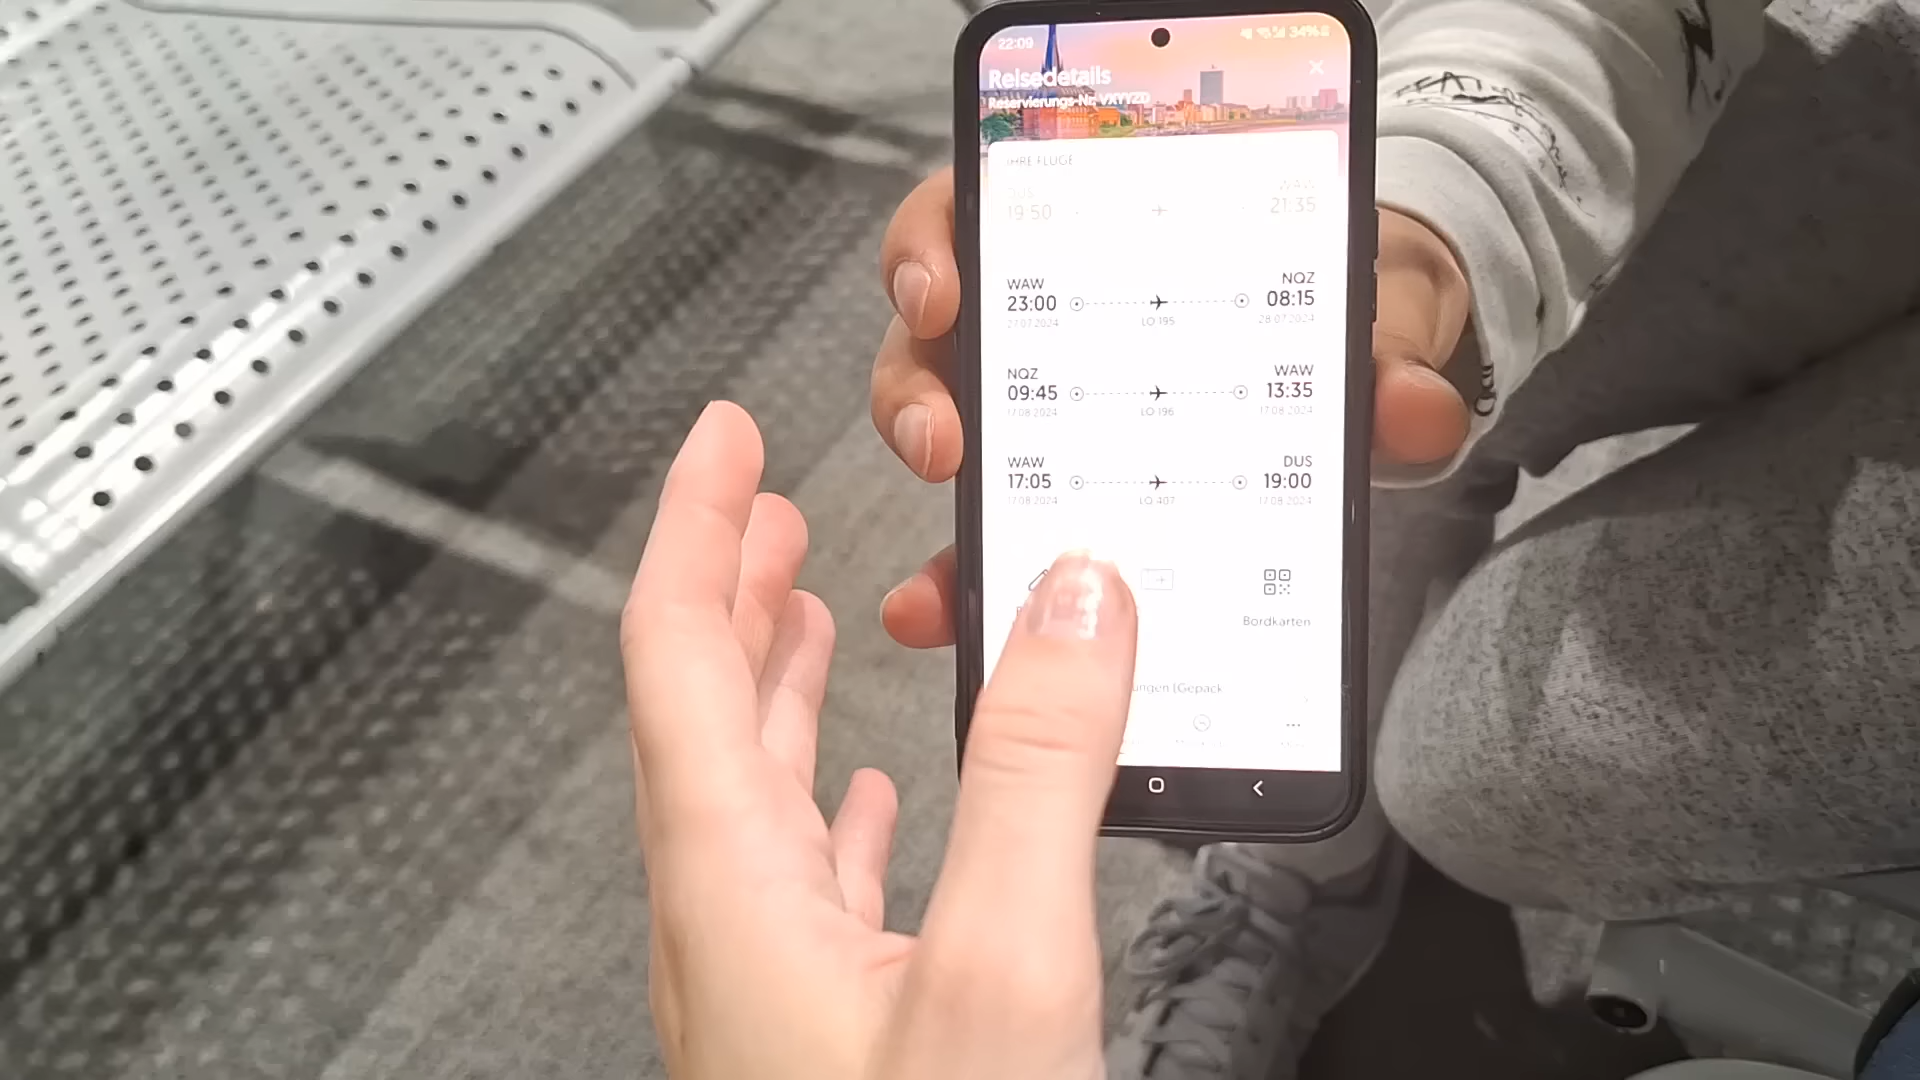 22:09
34%
Reisedetails
Reservierungs-Nr. VXYYZD
IHRE FLÜGE
DUS WAW
19:50 21:35
WAW NQZ
23:00 08:15
27.07.2024 LO 195 28.07.2024
NQZ WAW
09:45 13:35
17.08.2024 LO 196 17.08.2024
WAW DUS
17:05 19:00
17.08.2024 LO 407 17.08.2024
Bordkarten
ungen (Gepäck